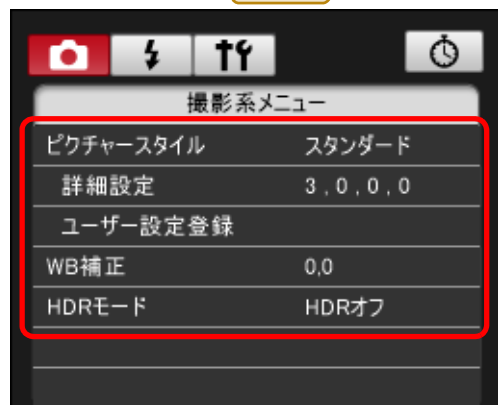 撮影系メニュー
ピクチャースタイル スタンダード
詳細設定 3,0,0,0
ユーザー設定登録
WB補正 0,0
HDRモード HDRオフ